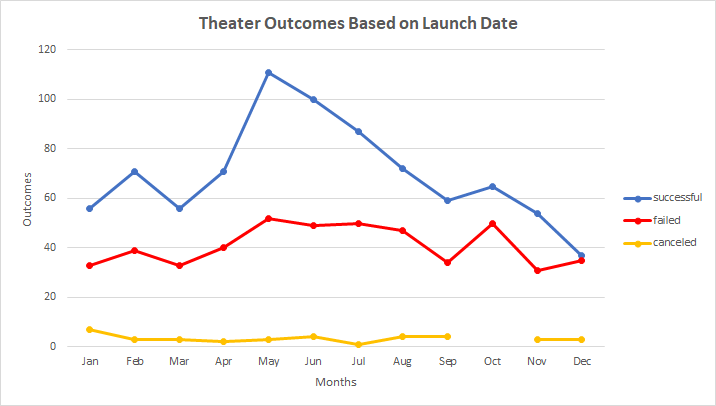 Theater Outcomes Based on Launch Date
120
100
80
60
40
20
0
Outcomes
Jan Feb Mar Apr May Jun Jul Aug Sep Oct Nov Dec
Months
successful
failed
canceled